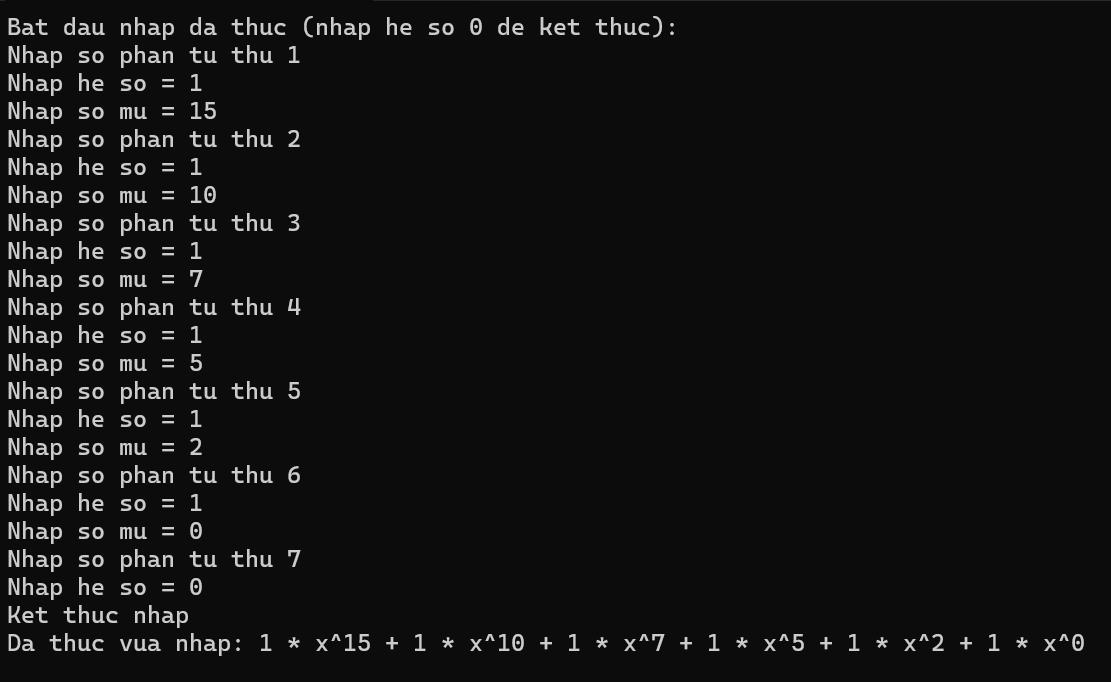 Bat dau nhap da thuc (nhap he so 0 de ket thuc):
Nhap so phan tu thu 1
Nhap he so = 1
Nhap so mu = 15
Nhap so phan tu thu 2
Nhap he so = 1
Nhap so mu = 10
Nhap so phan tu thu 3
Nhap he so = 1
Nhap so mu = 7
Nhap so phan tu thu 4
Nhap he so = 1
Nhap so mu = 5
Nhap so phan tu thu 5
Nhap he so = 1
Nhap so mu = 2
Nhap so phan tu thu 6
Nhap he so = 1
Nhap so mu = 0
Nhap so phan tu thu 7
Nhap he so = 0
Ket thuc nhap
Da thuc vua nhap: 1 * x^15 + 1 * x^10 + 1 * x^7 + 1 * x^5 + 1 * x^2 + 1 * x^0